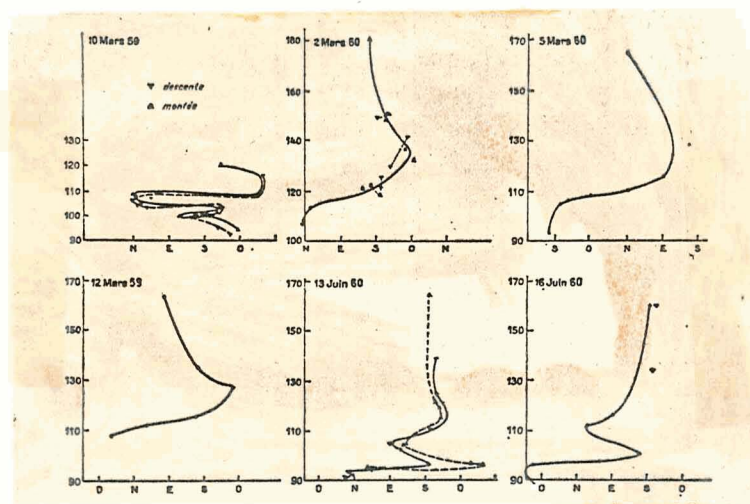 10 Mars 59
▼ descente
▲ montée
130
120
110
100
90
N E S O
2 Mars 60
180
160
140
120
100
N E S O N
5 Mars 60
170
150
130
110
90
S O N E S
12 Mars 59
170
150
130
110
90
O N E S O
13 Juin 60
170
150
130
110
90
O N E S O
16 Juin 60
170
150
130
110
90
O N E S O